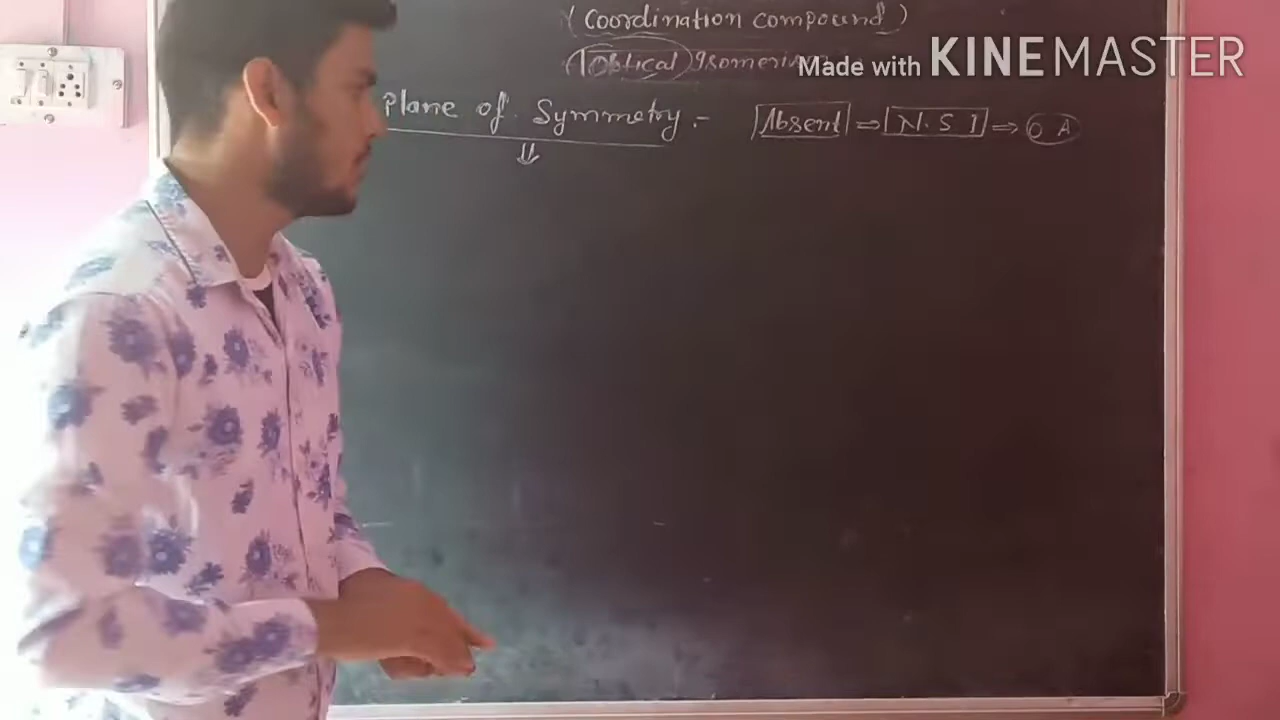 (Coordination compound)
(Optical) Isomerism
Made with KINEMASTER
Plane of Symmetry :- Absent ⇒ N.S I ⇒ O A
⇓